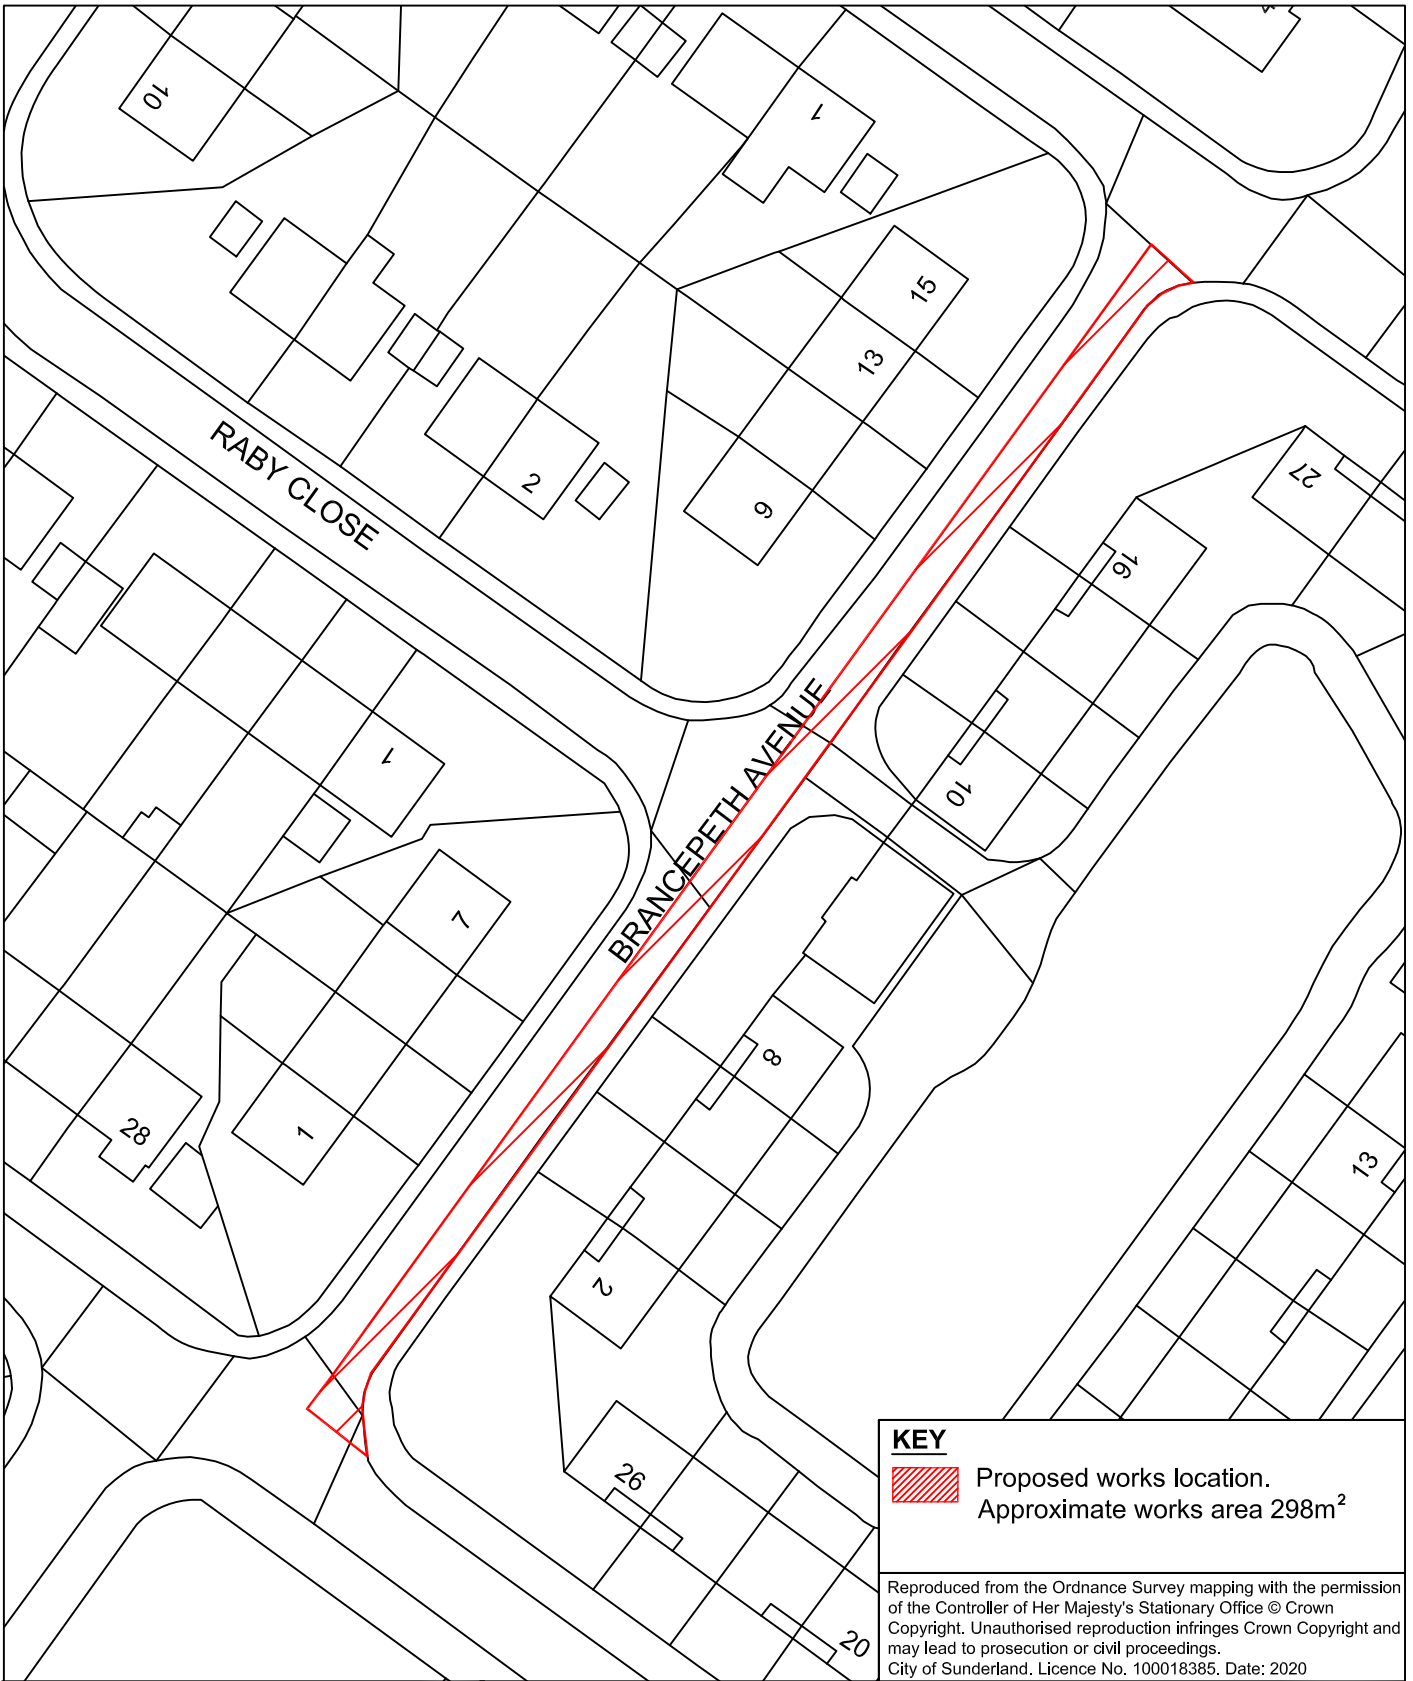 10
1
15
13
9
2
RABY CLOSE
27
16
10
1
BRANCEPETH AVENUE
7
8
28
1
2
13
26
20
KEY
Proposed works location.
Approximate works area 298m²
Reproduced from the Ordnance Survey mapping with the permission
of the Controller of Her Majesty's Stationary Office © Crown
Copyright. Unauthorised reproduction infringes Crown Copyright and
may lead to prosecution or civil proceedings.
City of Sunderland. Licence No. 100018385. Date: 2020